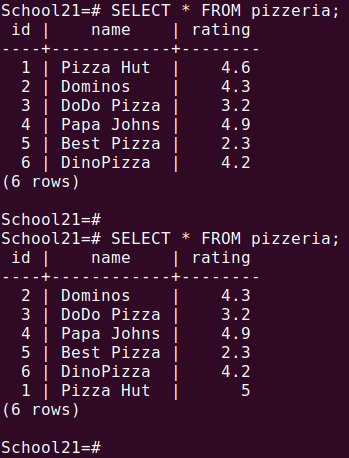 School21=# SELECT * FROM pizzeria;
 id |    name    | rating
----+------------+--------
  1 | Pizza Hut  |    4.6
  2 | Dominos    |    4.3
  3 | DoDo Pizza |    3.2
  4 | Papa Johns |    4.9
  5 | Best Pizza |    2.3
  6 | DinoPizza  |    4.2
(6 rows)

School21=#
School21=# SELECT * FROM pizzeria;
 id |    name    | rating
----+------------+--------
  2 | Dominos    |    4.3
  3 | DoDo Pizza |    3.2
  4 | Papa Johns |    4.9
  5 | Best Pizza |    2.3
  6 | DinoPizza  |    4.2
  1 | Pizza Hut  |      5
(6 rows)

School21=#